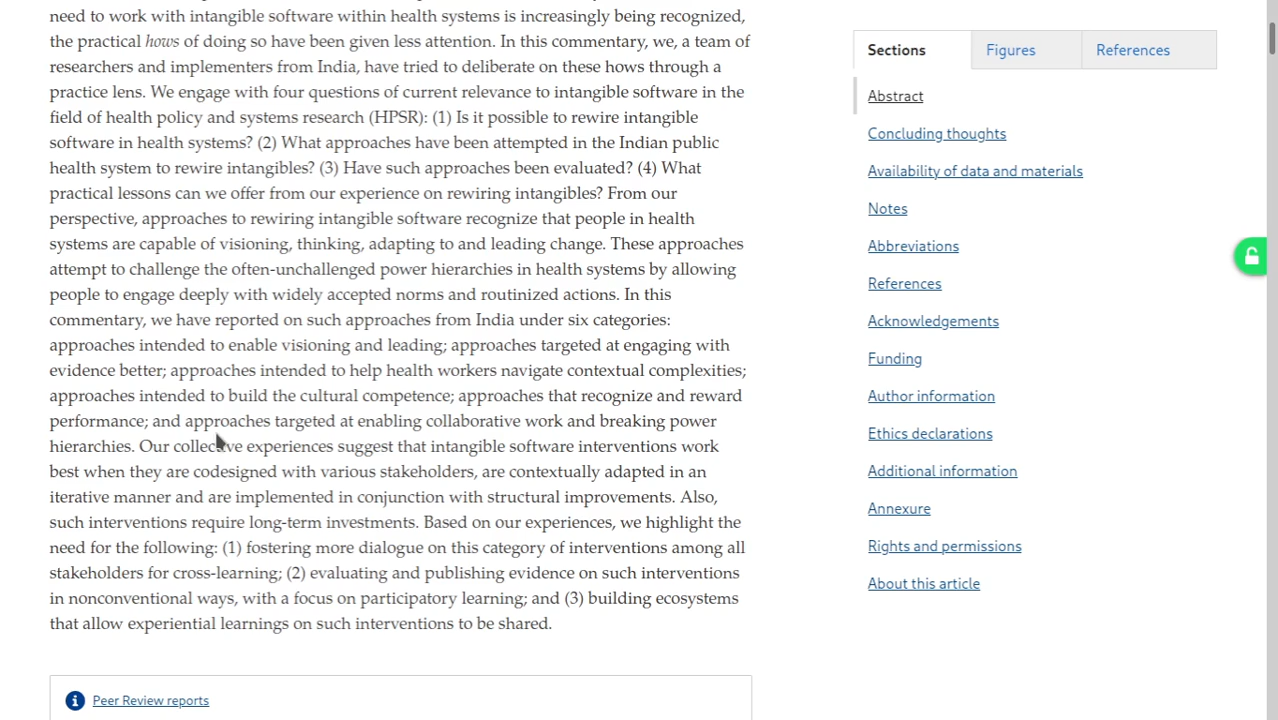 need to work with intangible software within health systems is increasingly being recognized,
the practical hows of doing so have been given less attention. In this commentary, we, a team of
researchers and implementers from India, have tried to deliberate on these hows through a
practice lens. We engage with four questions of current relevance to intangible software in the
field of health policy and systems research (HPSR): (1) Is it possible to rewire intangible
software in health systems? (2) What approaches have been attempted in the Indian public
health system to rewire intangibles? (3) Have such approaches been evaluated? (4) What
practical lessons can we offer from our experience on rewiring intangibles? From our
perspective, approaches to rewiring intangible software recognize that people in health
systems are capable of visioning, thinking, adapting to and leading change. These approaches
attempt to challenge the often-unchallenged power hierarchies in health systems by allowing
people to engage deeply with widely accepted norms and routinized actions. In this
commentary, we have reported on such approaches from India under six categories:
approaches intended to enable visioning and leading; approaches targeted at engaging with
evidence better; approaches intended to help health workers navigate contextual complexities;
approaches intended to build the cultural competence; approaches that recognize and reward
performance; and approaches targeted at enabling collaborative work and breaking power
hierarchies. Our collective experiences suggest that intangible software interventions work
best when they are codesigned with various stakeholders, are contextually adapted in an
iterative manner and are implemented in conjunction with structural improvements. Also,
such interventions require long-term investments. Based on our experiences, we highlight the
need for the following: (1) fostering more dialogue on this category of interventions among all
stakeholders for cross-learning; (2) evaluating and publishing evidence on such interventions
in nonconventional ways, with a focus on participatory learning; and (3) building ecosystems
that allow experiential learnings on such interventions to be shared.
Peer Review reports
Sections Figures References
Abstract
Concluding thoughts
Availability of data and materials
Notes
Abbreviations
References
Acknowledgements
Funding
Author information
Ethics declarations
Additional information
Annexure
Rights and permissions
About this article